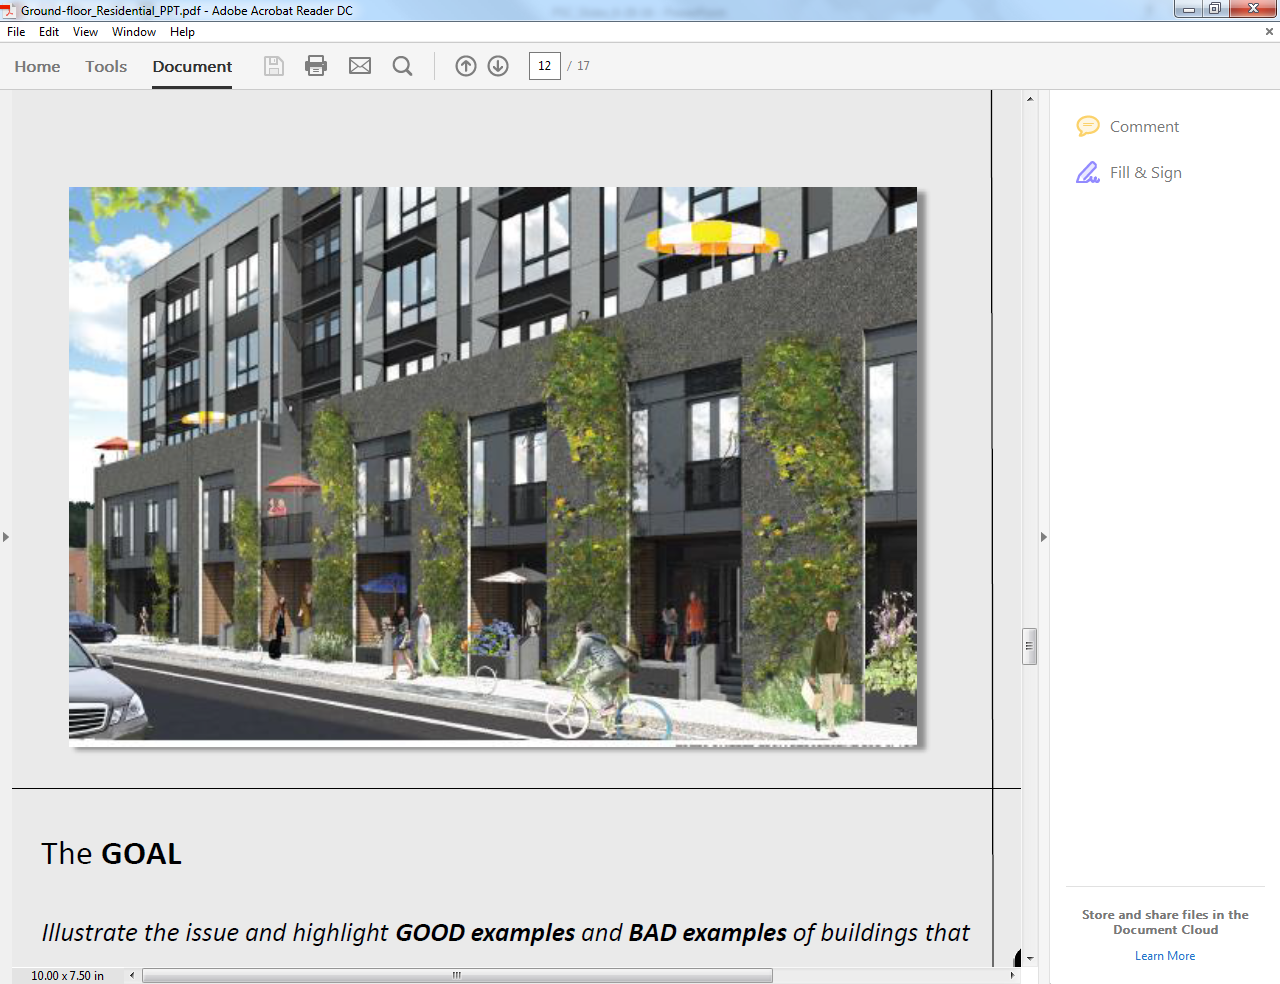 Ground-floor_Residential_PPT.pdf - Adobe Acrobat Reader DC
File Edit View Window Help
Home Tools Document 12 / 17
Comment
Fill & Sign
The GOAL
Illustrate the issue and highlight GOOD examples and BAD examples of buildings that
Store and share files in the
Document Cloud
Learn More
10.00 x 7.50 in